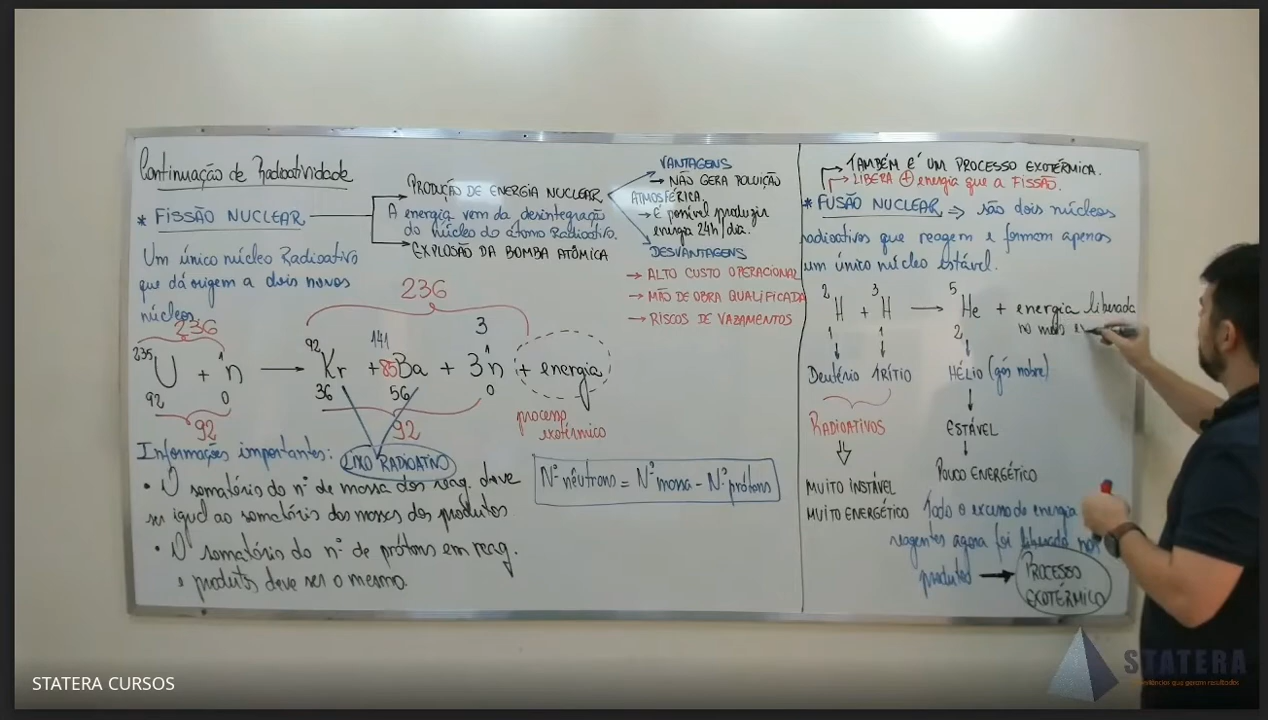 Continuação de Radioatividade
* FISSÃO NUCLEAR
Um único núcleo Radioativo
que dá origem a dois novos
núcleos.
PRODUÇÃO DE ENERGIA NUCLEAR
A energia vem da desintegração
do núcleo do átomo Radioativo.
EXPLOSÃO DA BOMBA ATÔMICA
VANTAGENS
→ NÃO GERA POLUIÇÃO
ATMOSFÉRICA.
→ É possível produzir
energia 24h/dia.
DESVANTAGENS
→ ALTO CUSTO OPERACIONAL
→ MÃO DE OBRA QUALIFICADA
→ RISCOS DE VAZAMENTOS
236 236
235 1 92 141 3 1
U + n → Kr + 85 Ba + 3 n + energia
92 0 36 56 0
92 92
processo
exotérmico
LIXO RADIOATIVO
Informações importantes:
• O somatório do nº de massa dos reag. deve
ser igual ao somatório das massas dos produtos
• O somatório do nº de prótons em reag.
e produtos deve ser o mesmo.
Nº nêutrons = Nº massa - Nº prótons
→ TAMBÉM É UM PROCESSO EXOTÉRMICA.
→ LIBERA + energia que a FISSÃO.
* FUSÃO NUCLEAR ⇒ são dois núcleos
radioativos que reagem e formam apenas
um único núcleo estável.
2 3 5
H + H → He + energia liberada
1 1 2
no meio
Deutério TRÍTIO HÉLIO (gás nobre)
RADIOATIVOS
MUITO INSTÁVEL
MUITO ENERGÉTICO
ESTÁVEL
POUCO ENERGÉTICO
Todo o excesso de energia
reagentes agora foi liberado nos
produtos → PROCESSO
EXOTÉRMICO
STATERA CURSOS
STATERA